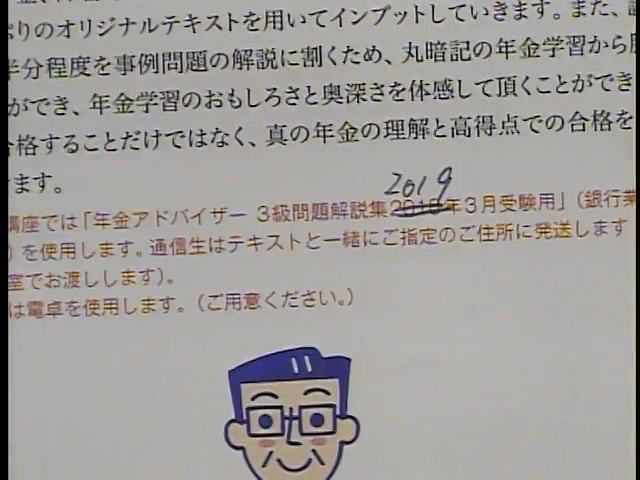 ぷりのオリジナルテキストを用いてインプットしていきます。また、
半分程度を事例問題の解説に割くため、丸暗記の年金学習から
ができ、年金学習のおもしろさと奥深さを体感して頂くことができ
合格することだけではなく、真の年金の理解と高得点での合格を
けます。
2019
講座では「年金アドバイザー 3級問題解説集 年3月受験用」(銀行業
)を使用します。通信生はテキストと一緒にご指定のご住所に発送します
室でお渡しします)。
は電卓を使用します。(ご用意ください。)